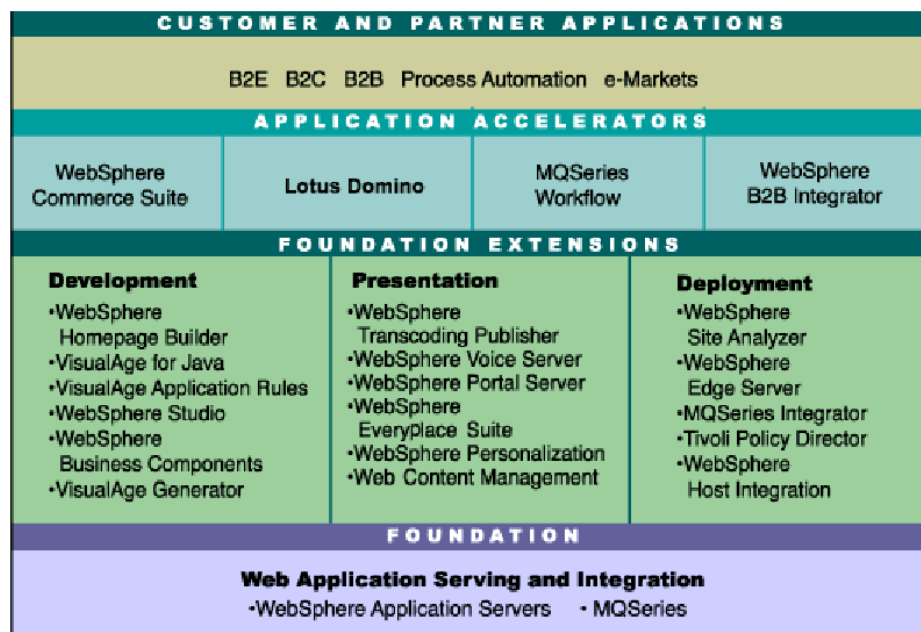 CUSTOMER AND PARTNER APPLICATIONS
B2E B2C B2B Process Automation e-Markets
APPLICATION ACCELERATORS
WebSphere
Commerce Suite
Lotus Domino
MQSeries
Workflow
WebSphere
B2B Integrator
FOUNDATION EXTENSIONS
Development
•WebSphere
Homepage Builder
•VisualAge for Java
•VisualAge Application Rules
•WebSphere Studio
•WebSphere
Business Components
•VisualAge Generator
Presentation
•WebSphere
Transcoding Publisher
•WebSphere Voice Server
•WebSphere Portal Server
•WebSphere
Everyplace Suite
•WebSphere Personalization
•Web Content Management
Deployment
•WebSphere
Site Analyzer
•WebSphere
Edge Server
•MQSeries Integrator
•Tivoli Policy Director
•WebSphere
Host Integration
FOUNDATION
Web Application Serving and Integration
•WebSphere Application Servers • MQSeries